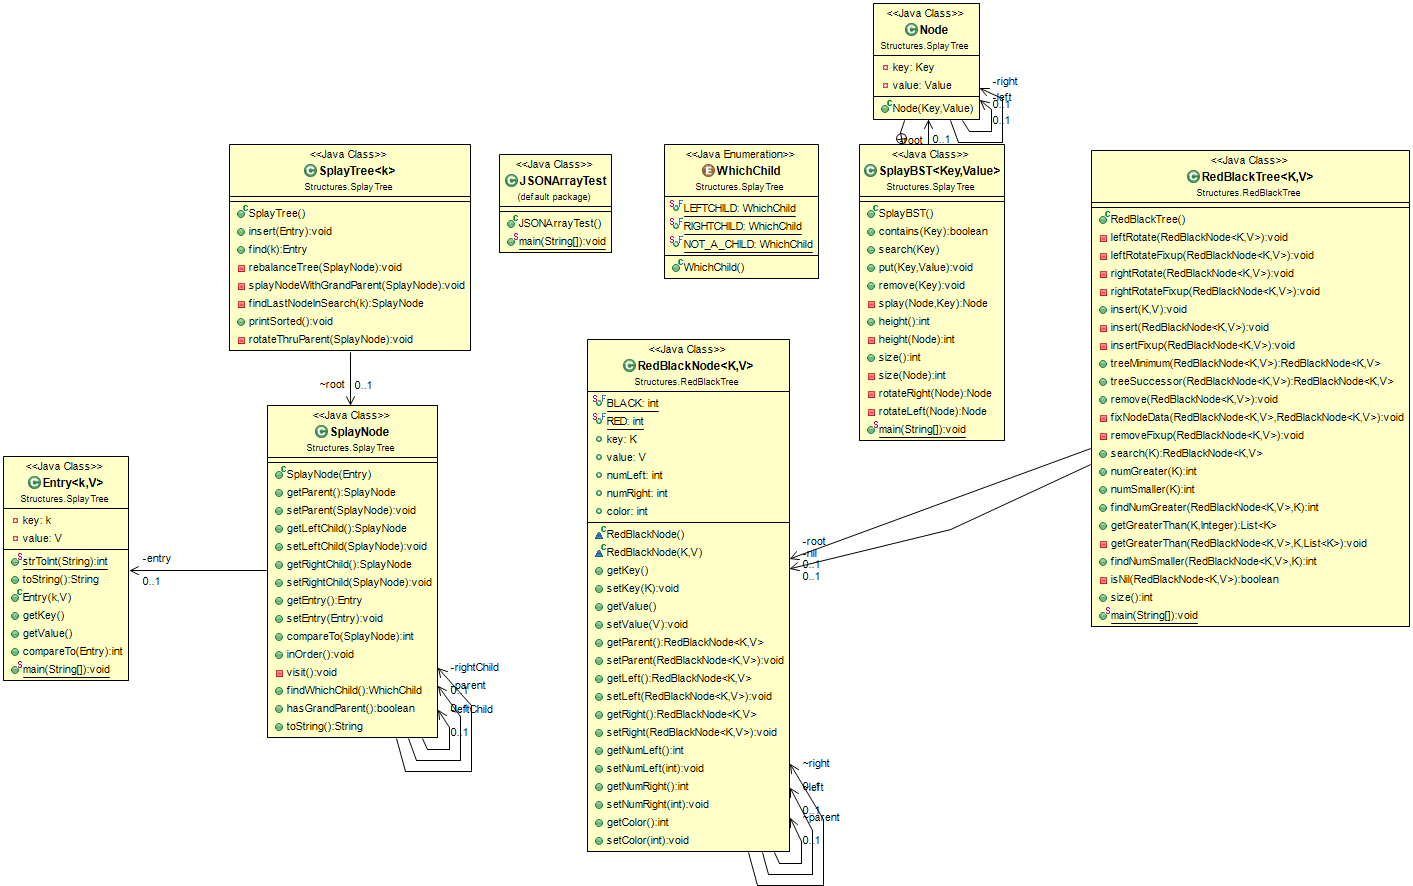 <<Java Class>>
Node
Structures.SplayTree
key: Key
value: Value
Node(Key,Value)
-right
-left
0..1
0..1
-root
0..1
<<Java Class>>
SplayTree<k>
Structures.SplayTree
SplayTree()
insert(Entry):void
find(k):Entry
rebalanceTree(SplayNode):void
splayNodeWithGrandParent(SplayNode):void
findLastNodeInSearch(k):SplayNode
printSorted():void
rotateThruParent(SplayNode):void
~root
0..1
<<Java Class>>
JSONArrayTest
(default package)
JSONArrayTest()
main(String[]):void
<<Java Enumeration>>
WhichChild
Structures.SplayTree
LEFTCHILD: WhichChild
RIGHTCHILD: WhichChild
NOT_A_CHILD: WhichChild
WhichChild()
<<Java Class>>
SplayBST<Key,Value>
Structures.SplayTree
SplayBST()
contains(Key):boolean
search(Key)
put(Key,Value):void
remove(Key):void
splay(Node,Key):Node
height():int
height(Node):int
size():int
size(Node):int
rotateRight(Node):Node
rotateLeft(Node):Node
main(String[]):void
<<Java Class>>
RedBlackTree<K,V>
Structures.RedBlackTree
RedBlackTree()
leftRotate(RedBlackNode<K,V>):void
leftRotateFixup(RedBlackNode<K,V>):void
rightRotate(RedBlackNode<K,V>):void
rightRotateFixup(RedBlackNode<K,V>):void
insert(K,V):void
insert(RedBlackNode<K,V>):void
insertFixup(RedBlackNode<K,V>):void
treeMinimum(RedBlackNode<K,V>):RedBlackNode<K,V>
treeSuccessor(RedBlackNode<K,V>):RedBlackNode<K,V>
remove(RedBlackNode<K,V>):void
fixNodeData(RedBlackNode<K,V>,RedBlackNode<K,V>):void
removeFixup(RedBlackNode<K,V>):void
search(K):RedBlackNode<K,V>
numGreater(K):int
numSmaller(K):int
findNumGreater(RedBlackNode<K,V>,K):int
getGreaterThan(K,Integer):List<K>
getGreaterThan(RedBlackNode<K,V>,K,List<K>):void
findNumSmaller(RedBlackNode<K,V>,K):int
isNil(RedBlackNode<K,V>):boolean
size():int
main(String[]):void
-root
-nil
0..1
0..1
<<Java Class>>
RedBlackNode<K,V>
Structures.RedBlackTree
BLACK: int
RED: int
key: K
value: V
numLeft: int
numRight: int
color: int
RedBlackNode()
RedBlackNode(K,V)
getKey()
setKey(K):void
getValue()
setValue(V):void
getParent():RedBlackNode<K,V>
setParent(RedBlackNode<K,V>):void
getLeft():RedBlackNode<K,V>
setLeft(RedBlackNode<K,V>):void
getRight():RedBlackNode<K,V>
setRight(RedBlackNode<K,V>):void
getNumLeft():int
setNumLeft(int):void
getNumRight():int
setNumRight(int):void
getColor():int
setColor(int):void
~right
0..1
~left
0..1
~parent
0..1
<<Java Class>>
SplayNode
Structures.SplayTree
SplayNode(Entry)
getParent():SplayNode
setParent(SplayNode):void
getLeftChild():SplayNode
setLeftChild(SplayNode):void
getRightChild():SplayNode
setRightChild(SplayNode):void
getEntry():Entry
setEntry(Entry):void
compareTo(SplayNode):int
inOrder():void
visit():void
findWhichChild():WhichChild
hasGrandParent():boolean
toString():String
-rightChild
-parent
0..1
-leftChild
0..1
-entry
0..1
<<Java Class>>
Entry<k,V>
Structures.SplayTree
key: k
value: V
strToInt(String):int
toString():String
Entry(k,V)
getKey()
getValue()
compareTo(Entry):int
main(String[]):void